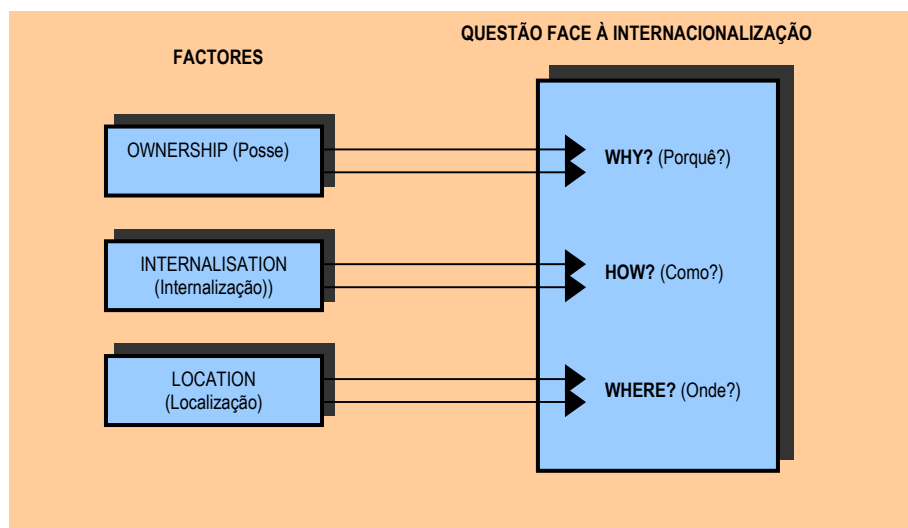 QUESTÃO FACE À INTERNACIONALIZAÇÃO
FACTORES
OWNERSHIP (Posse)
WHY? (Porquê?)
INTERNALISATION
(Internalização))
HOW? (Como?)
LOCATION
(Localização)
WHERE? (Onde?)